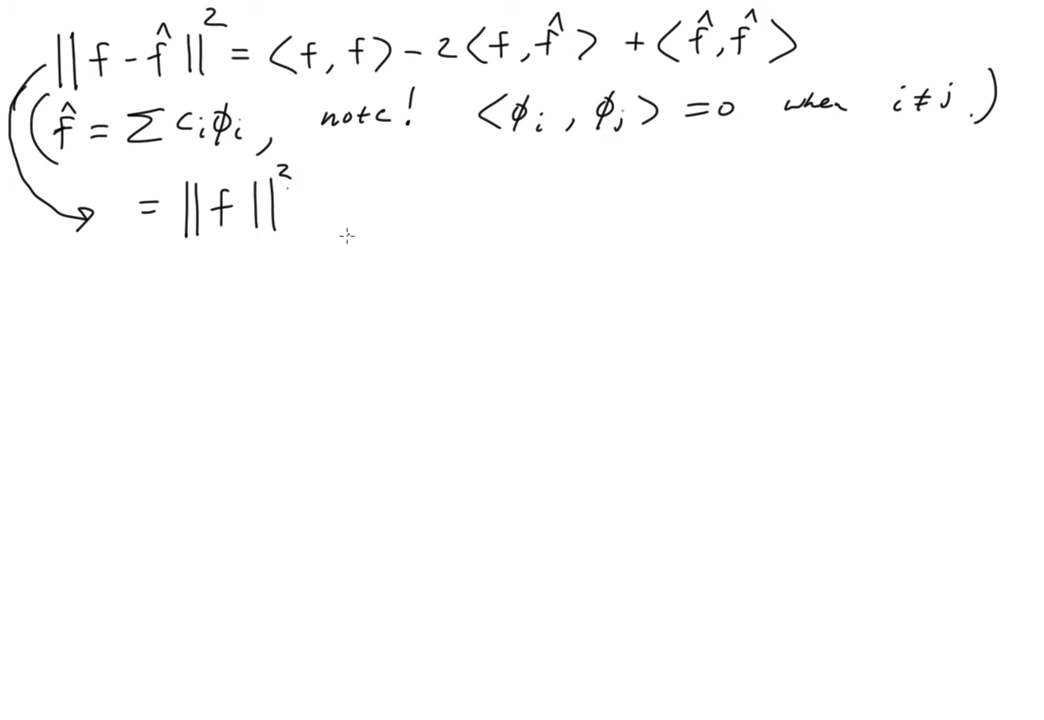 ||f - f̂||² = <f, f> - 2<f, f̂> + <f̂, f̂>
(f̂ = Σ cᵢϕᵢ, note! <ϕᵢ, ϕⱼ> = 0 when i ≠ j.)
= ||f||²